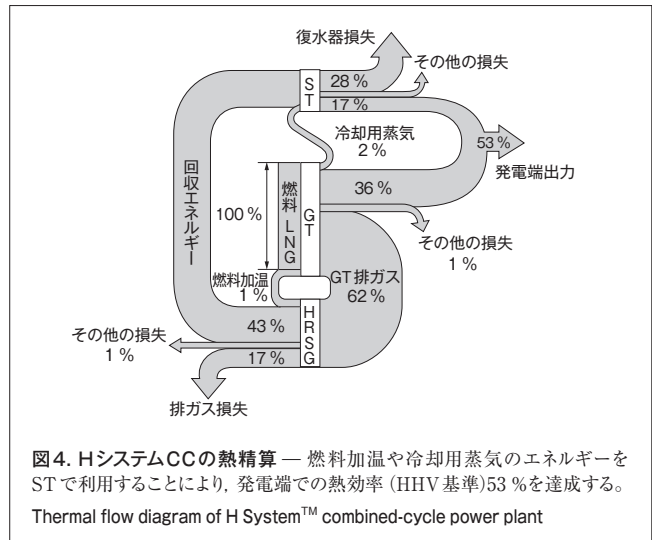 復水器損失
その他の損失
28 %
ST
17 %
冷却用蒸気
2 %
53 %
発電端出力
回収エネルギー
100 %
燃料LNG
GT
36 %
その他の損失
1 %
燃料加温
1 %
GT排ガス
62 %
HRSG
43 %
その他の損失
1 %
17 %
排ガス損失
図4. HシステムCCの熱精算 ― 燃料加温や冷却用蒸気のエネルギーを
STで利用することにより，発電端での熱効率 (HHV基準)53 %を達成する。
Thermal flow diagram of H System™ combined-cycle power plant